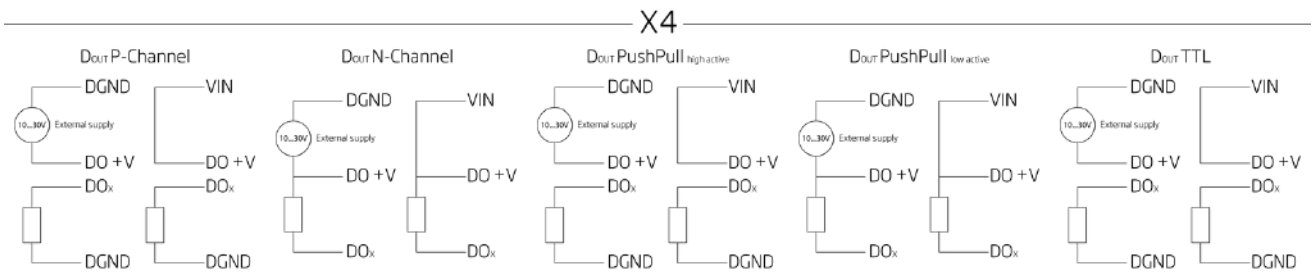 X4
DOUT P-Channel
DGND
VIN
10...30V External supply
DO +V
DO +V
DOx
DOx
DGND
DGND
DOUT N-Channel
DGND
VIN
10...30V External supply
DO +V
DO +V
DOx
DOx
DOUT PushPull high active
DGND
VIN
10...30V External supply
DO +V
DO +V
DOx
DOx
DGND
DGND
DOUT PushPull low active
DGND
VIN
10...30V External supply
DO +V
DO +V
DOx
DOx
DOUT TTL
DGND
VIN
10...30V External supply
DO +V
DO +V
DOx
DOx
DGND
DGND